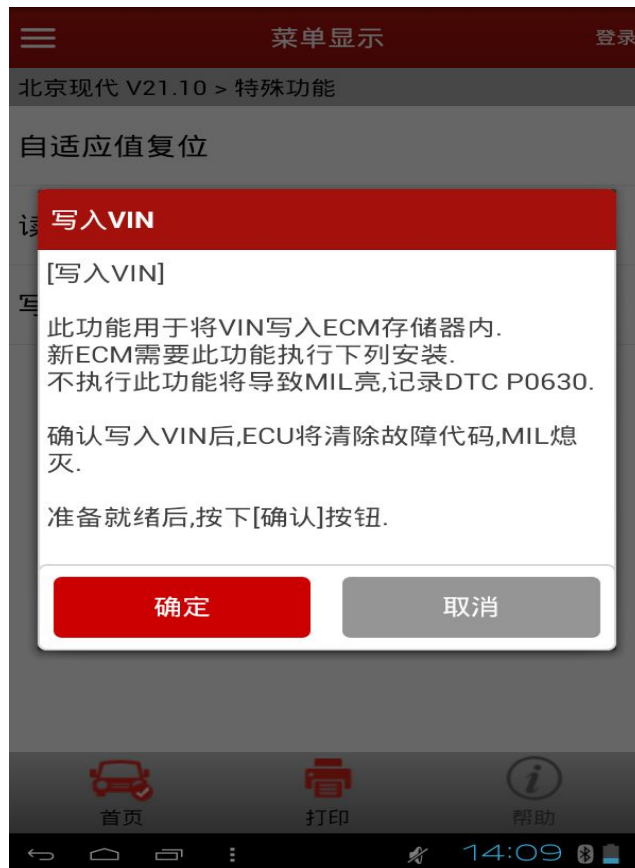 菜单显示
登录
北京现代 V21.10 > 特殊功能
自适应值复位
读
写
写入VIN
[写入VIN]
此功能用于将VIN写入ECM存储器内.
新ECM需要此功能执行下列安装.
不执行此功能将导致MIL亮,记录DTC P0630.
确认写入VIN后,ECU将清除故障代码,MIL熄
灭.
准备就绪后,按下[确认]按钮.
确定
取消
首页
打印
帮助
14:09